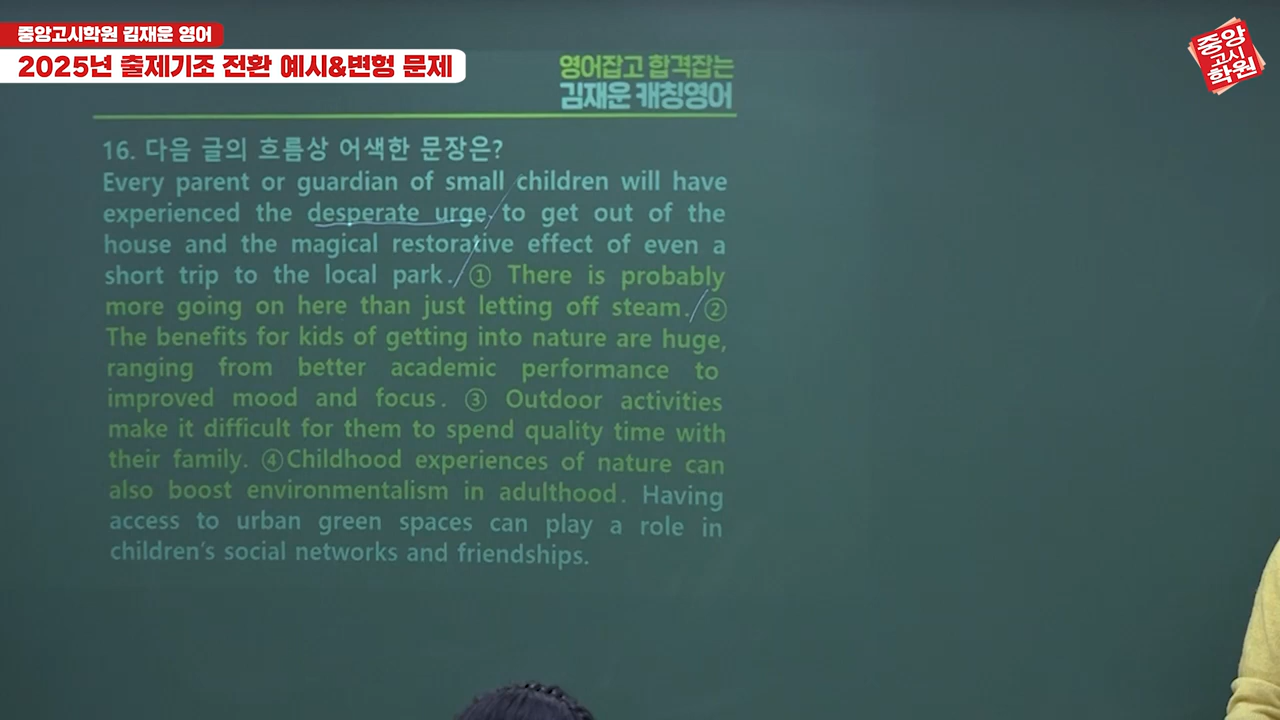 중앙고시학원 김재운 영어
2025년 출제기조 전환 예시&변형 문제
중앙
고시
학원
영어잡고 합격잡는
김재운 캐칭영어
16. 다음 글의 흐름상 어색한 문장은?
Every parent or guardian of small children will have
experienced the desperate urge to get out of the
house and the magical restorative effect of even a
short trip to the local park. ① There is probably
more going on here than just letting off steam. ②
The benefits for kids of getting into nature are huge,
ranging from better academic performance to
improved mood and focus. ③ Outdoor activities
make it difficult for them to spend quality time with
their family. ④Childhood experiences of nature can
also boost environmentalism in adulthood. Having
access to urban green spaces can play a role in
children's social networks and friendships.